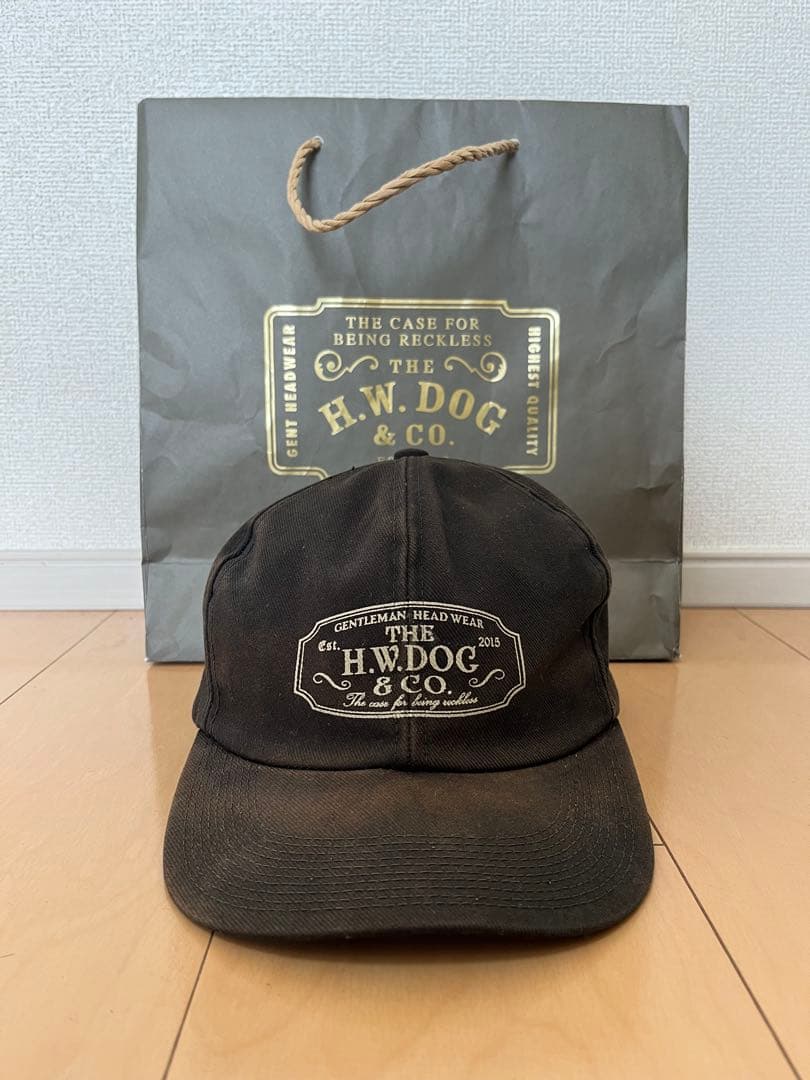 THE CASE FOR
BEING RECKLESS
THE
H.W. DOG
& CO.
GENT HEADWEAR
HIGHEST QUALITY
GENTLEMAN HEAD WEAR
THE
Est. 2015
H.W.DOG
& CO.
The case for being reckless